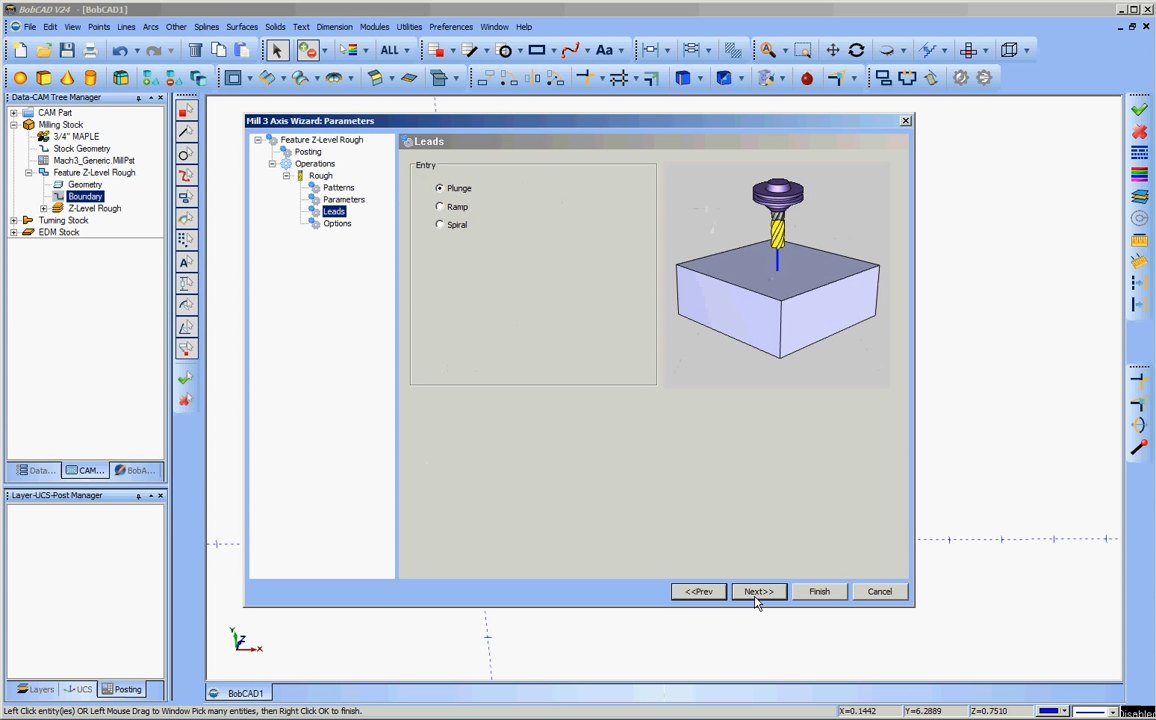 BobCAD V24 - [BobCAD1]
File Edit View Points Lines Arcs Other Splines Surfaces Solids Text Dimension Modules Utilities Preferences Window Help
ALL
Aa
Data-CAM Tree Manager
CAM Part
Milling Stock
3/4" MAPLE
Stock Geometry
Mach3_Generic.MillPst
Feature Z-Level Rough
Geometry
Boundary
Z-Level Rough
Turning Stock
EDM Stock
Data... CAM... BobA...
Layer-UCS-Post Manager
Layers UCS Posting
Mill 3 Axis Wizard: Parameters
Feature Z-Level Rough
Posting
Operations
Rough
Patterns
Parameters
Leads
Options
Leads
Entry
Plunge
Ramp
Spiral
<<Prev Next>> Finish Cancel
Y
Z
X
BobCAD1
Left Click entity(ies) OR Left Mouse Drag to Window Pick many entities, then Right Click OK to finish.
X=0.1442 Y=6.2889 Z=0.7510
Disabled